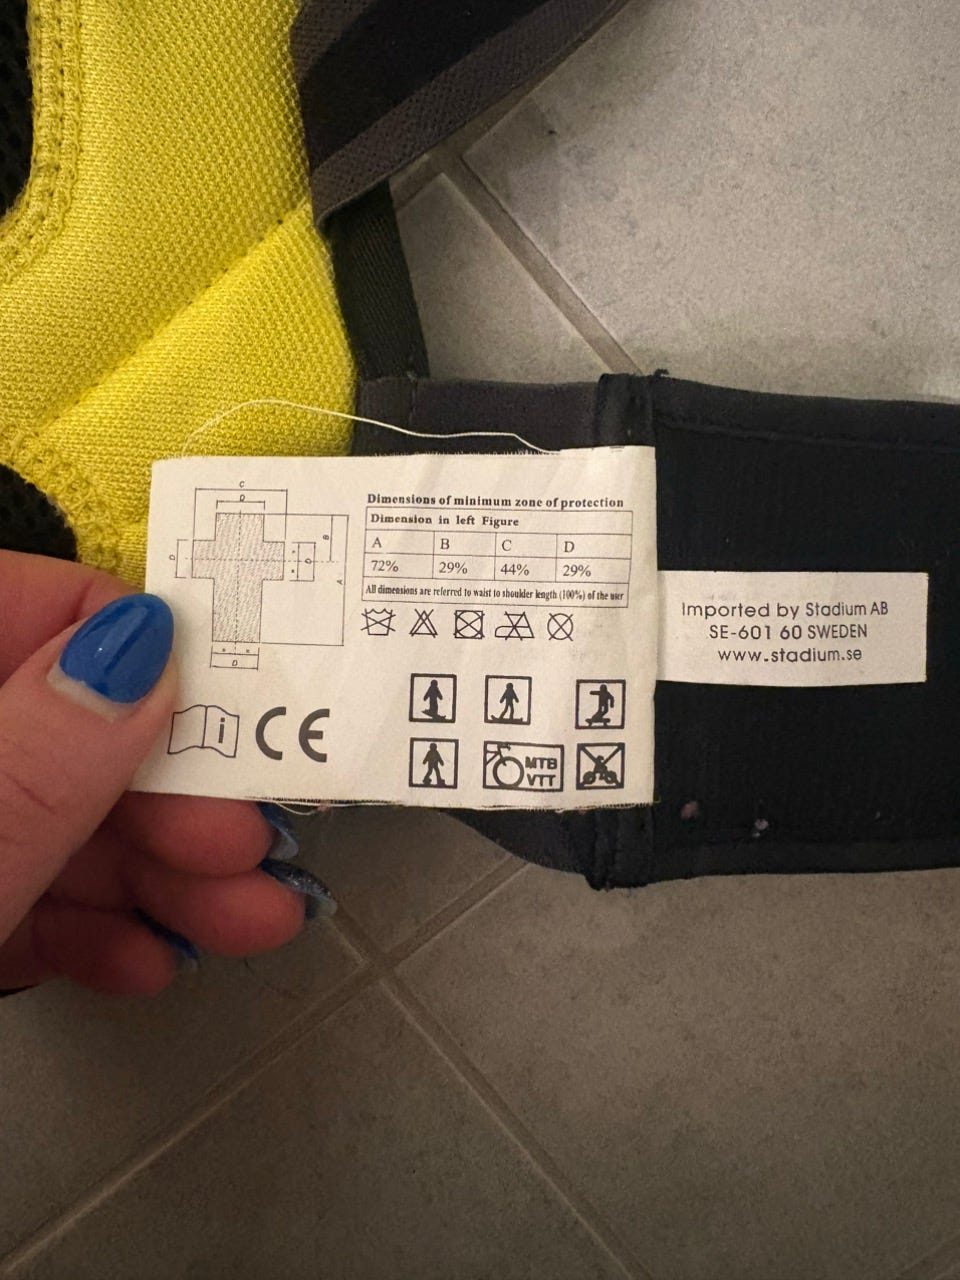 C
D
B
D
D
A
D
Dimensions of minimum zone of protection
Dimension in left Figure
A B C D
72% 29% 44% 29%
All dimensions are referred to waist to shoulder length (100%) of the user
i CE
MTB
VTT
Imported by Stadium AB
SE-601 60 SWEDEN
www.stadium.se